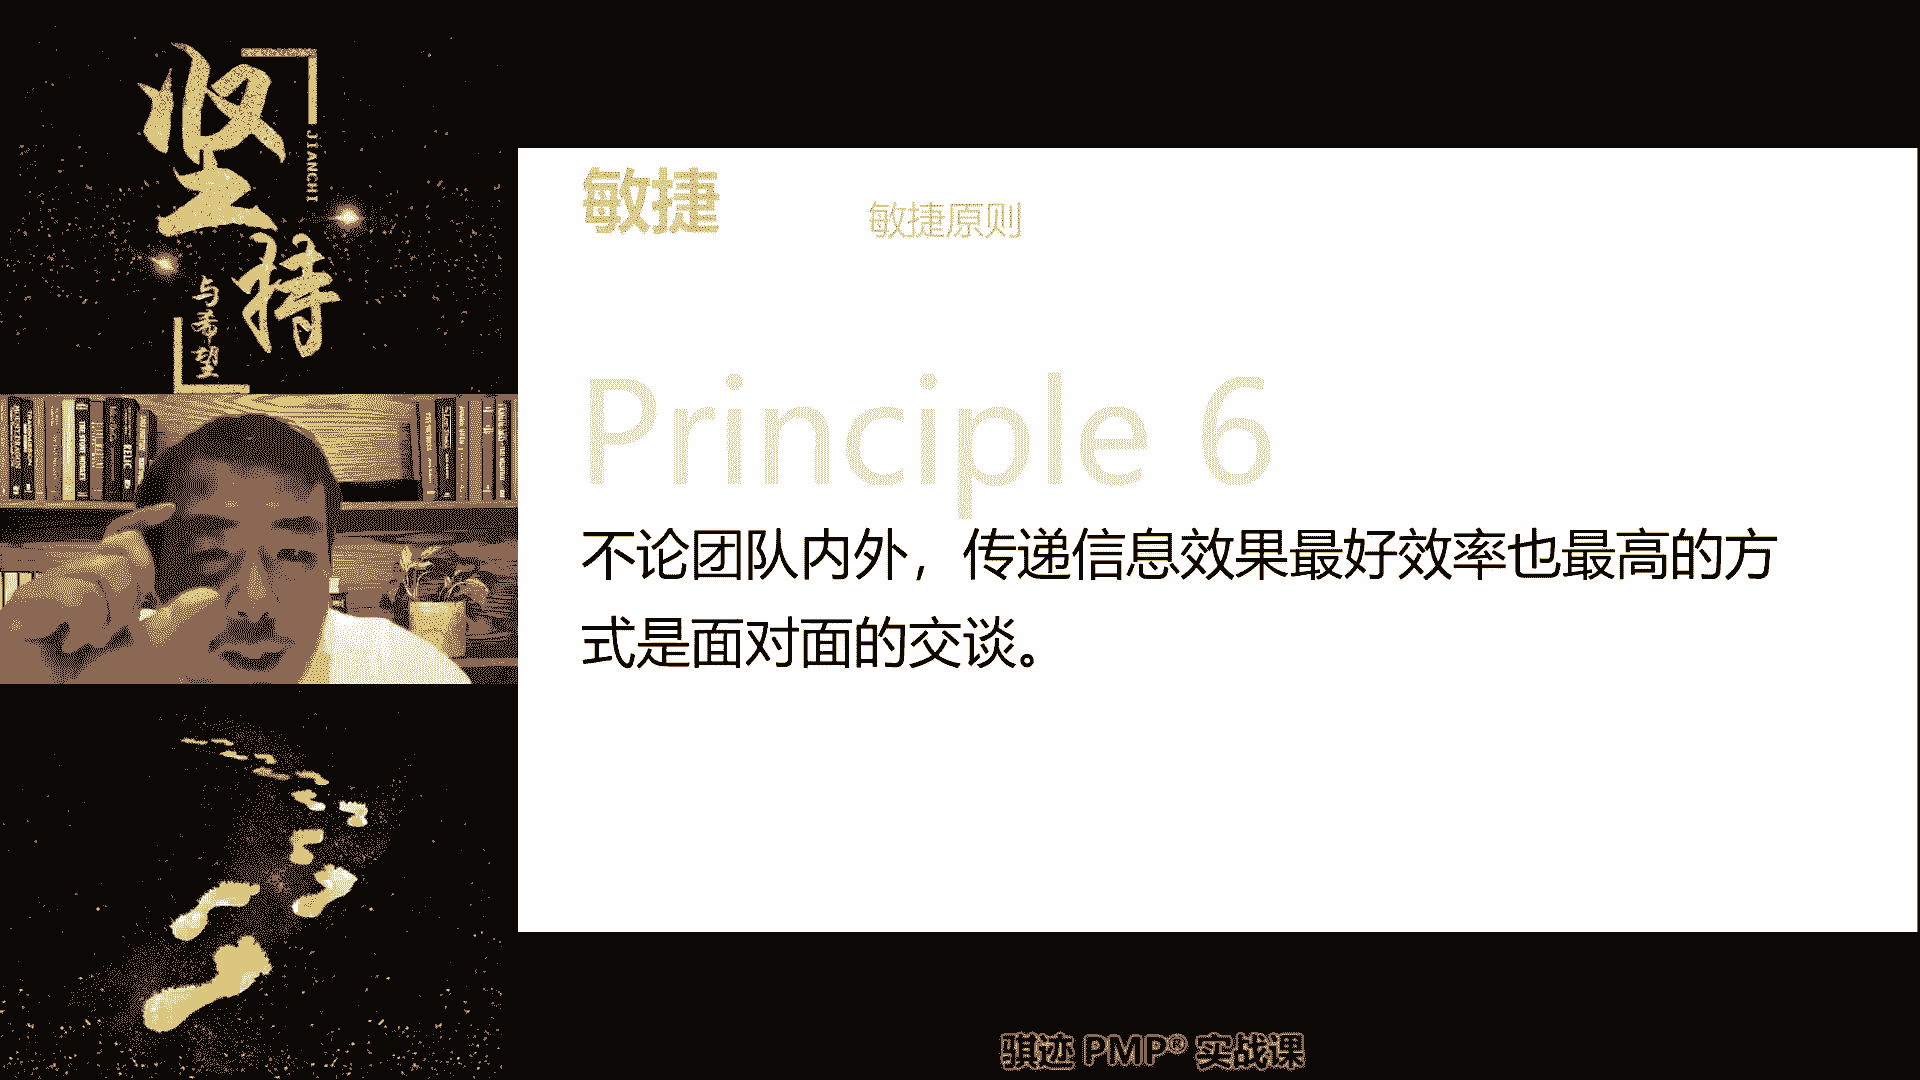 坚持
JIANCHI
与希望
敏捷
敏捷原则
Principle 6
不论团队内外，传递信息效果最好效率也最高的方
式是面对面的交谈。
骐迹 PMP® 实战课